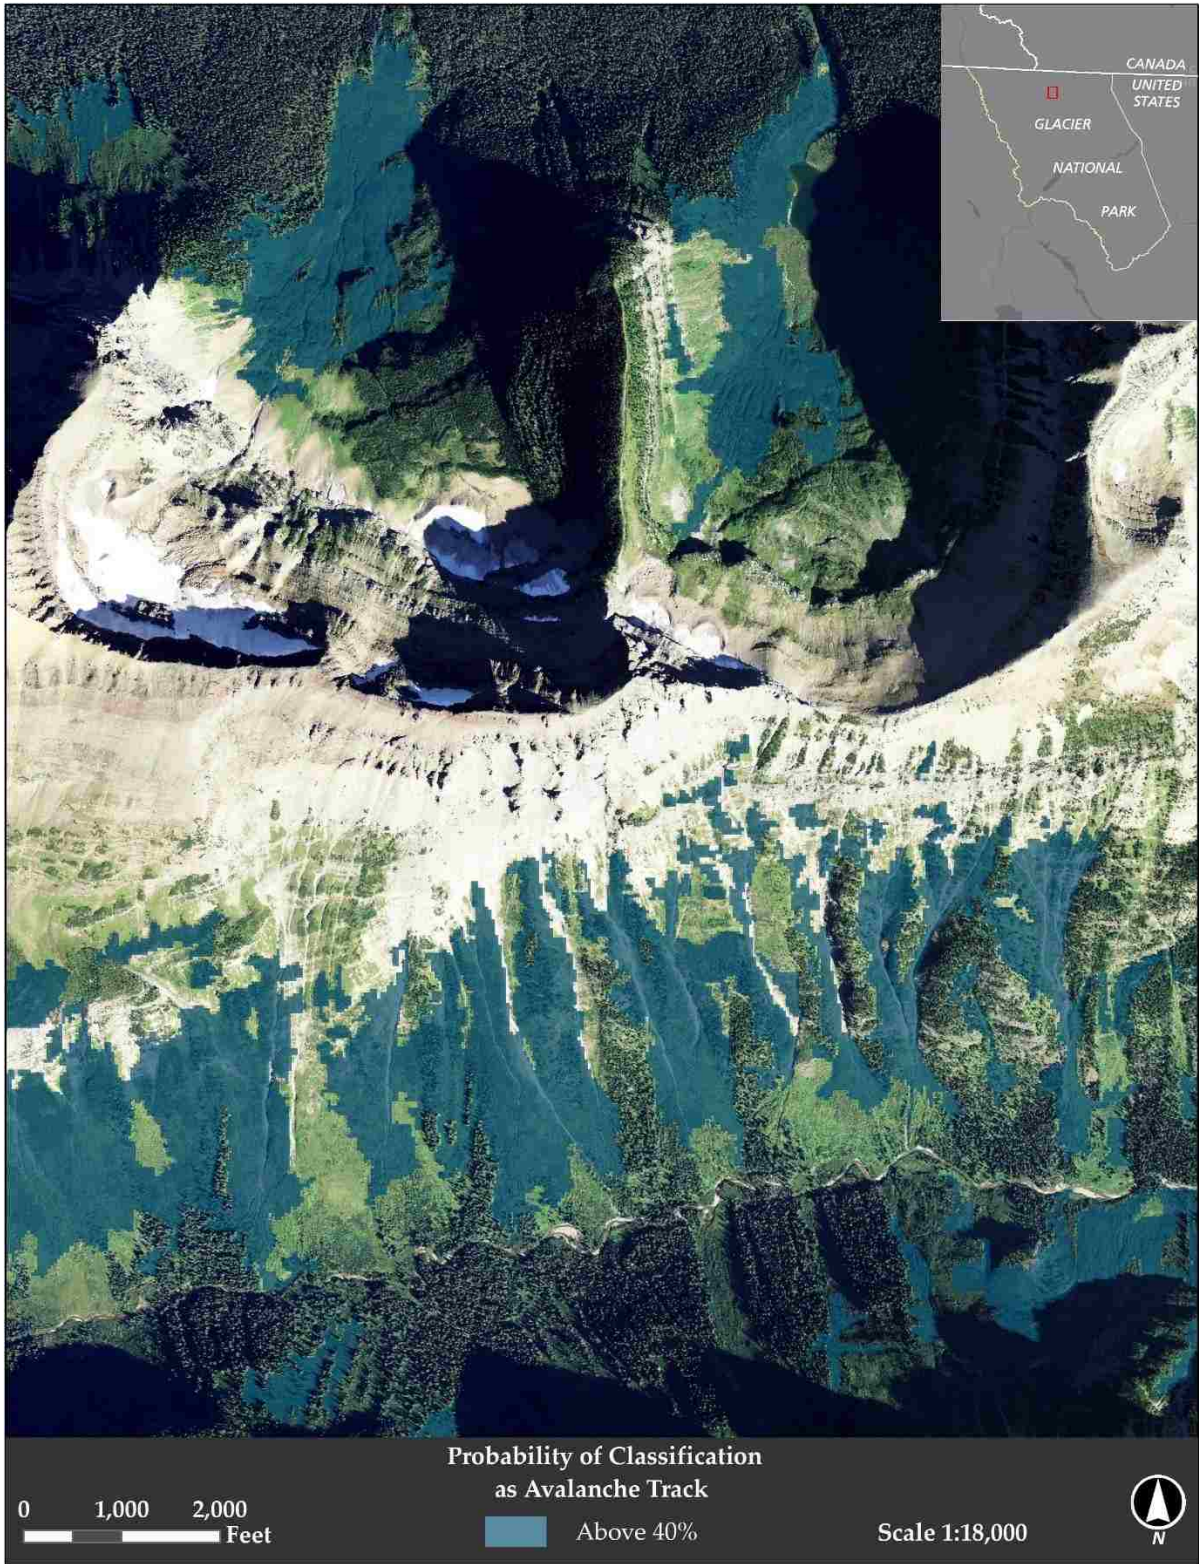 CANADA
UNITED
STATES
GLACIER
NATIONAL
PARK
Probability of Classification
as Avalanche Track
0 1,000 2,000
Feet
Above 40%
Scale 1:18,000
N